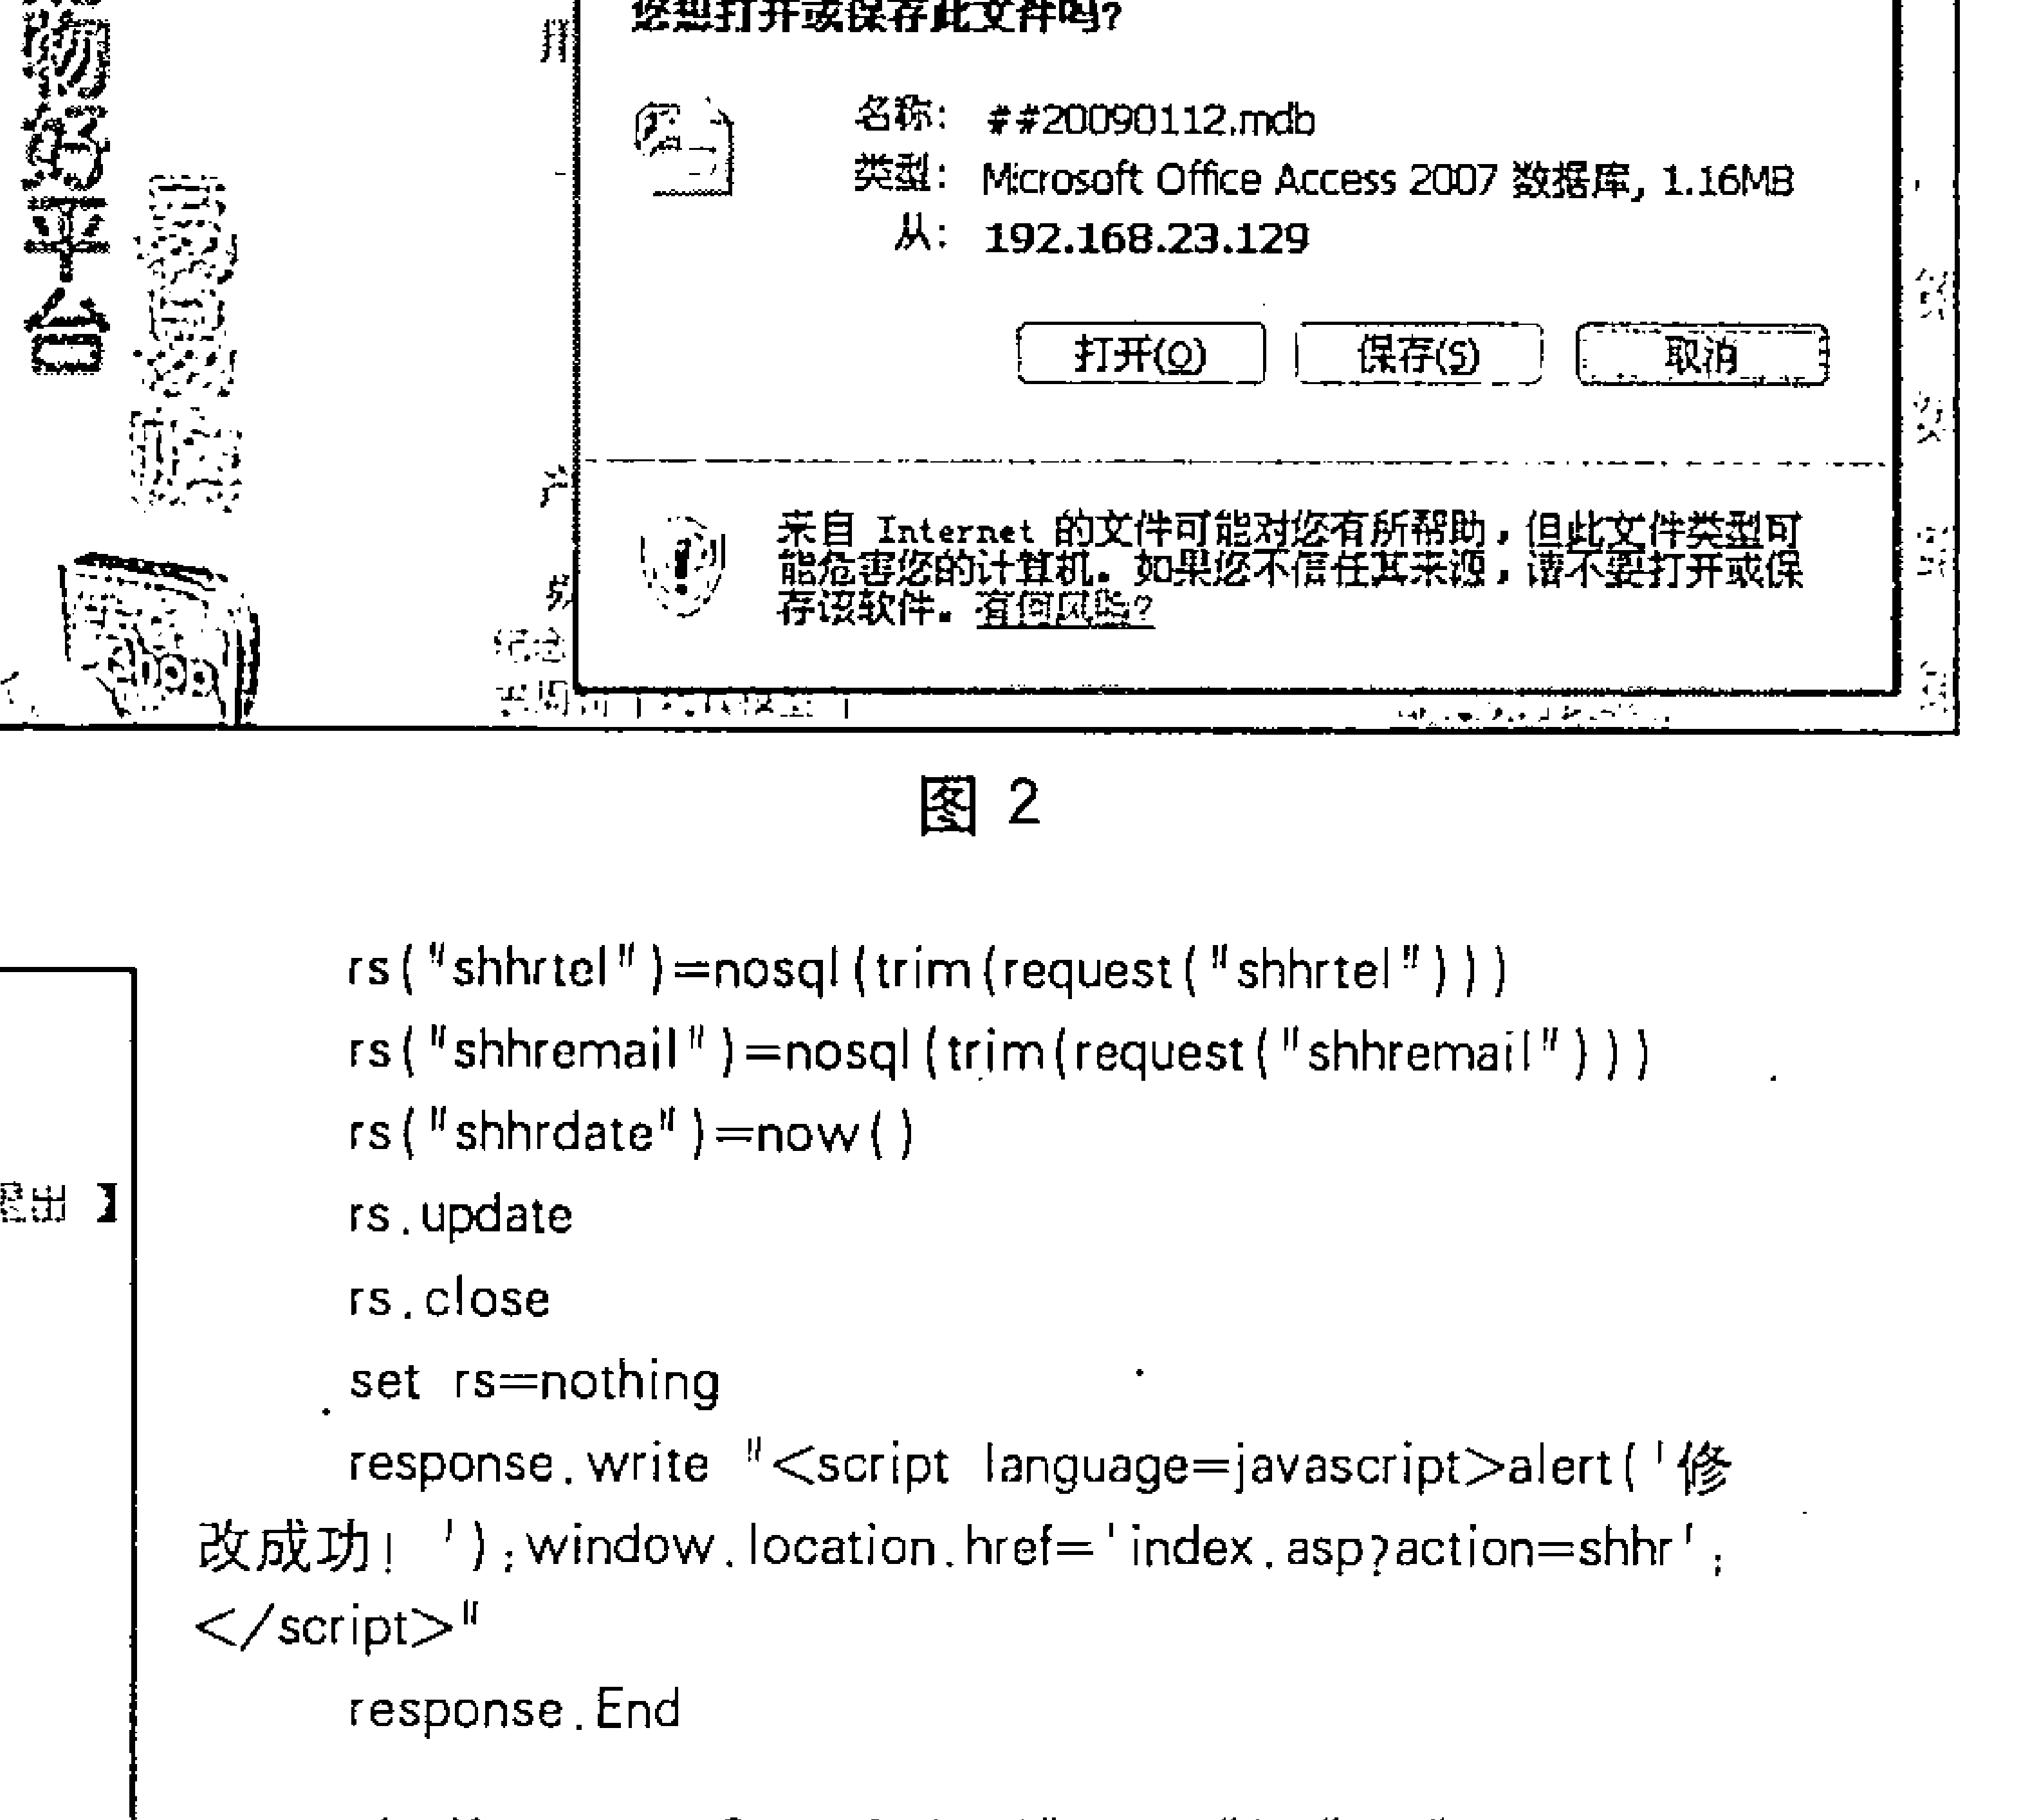 您想打开或保存此文件吗?
名称: ##20090112.mdb
类型: Microsoft Office Access 2007 数据库, 1.16MB
从: 192.168.23.129
打开(O) 保存(S) 取消
来自 Internet 的文件可能对您有所帮助，但此文件类型可
能危害您的计算机。如果您不信任其来源，请不要打开或保
存该软件。有何风险?
物平台
shop
图 2
rs("shhrtel")=nosql(trim(request("shhrtel")))
rs("shhremail")=nosql(trim(request("shhremail")))
rs("shhrdate")=now()
rs.update
rs.close
set rs=nothing
response.write "<script language=javascript>alert('修
改成功! ');window.location.href='index.asp?action=shhr';
</script>"
response.End
出 】